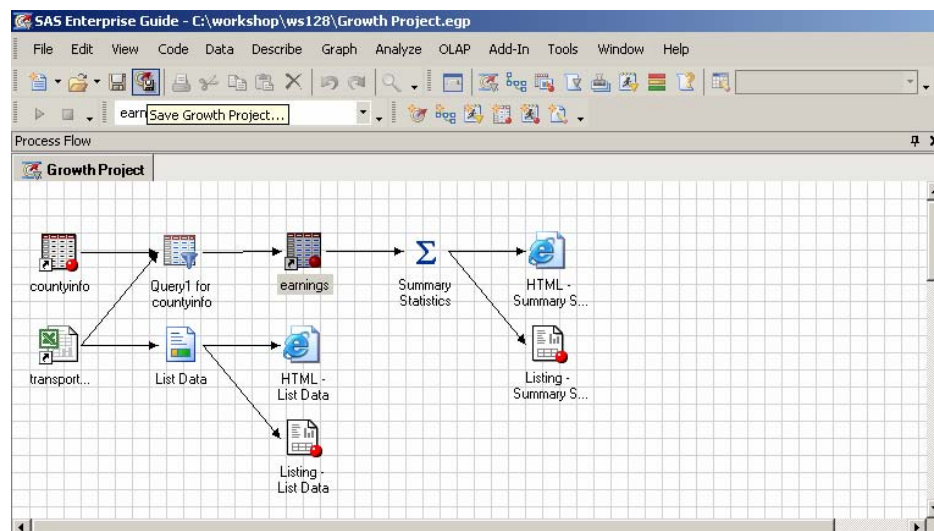 SAS Enterprise Guide - C:\workshop\ws128\Growth Project.egp
File Edit View Code Data Describe Graph Analyze OLAP Add-In Tools Window Help
earn
Save Growth Project...
Process Flow
Growth Project
countyinfo
Query1 for
countyinfo
earnings
Summary
Statistics
HTML -
Summary S...
transport...
List Data
HTML -
List Data
Listing -
Summary S...
Listing -
List Data